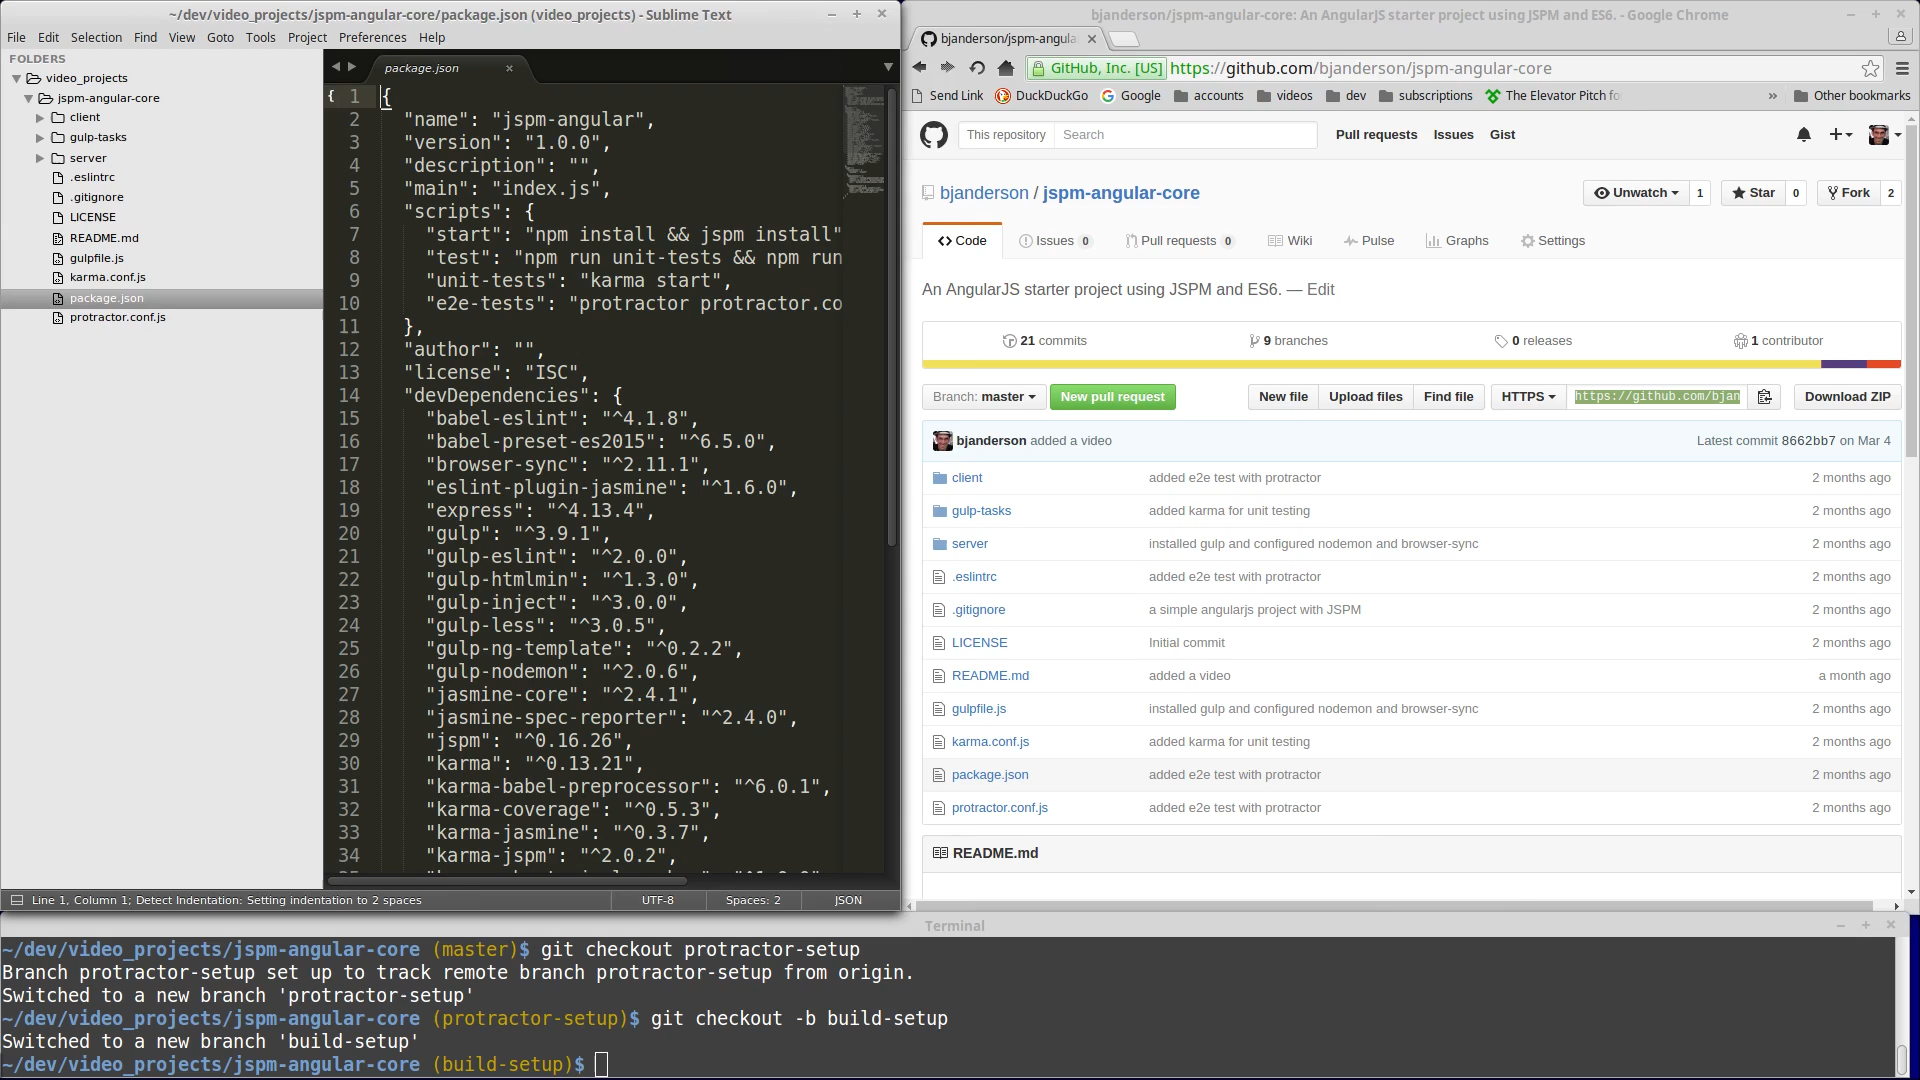 ~/dev/video_projects/jspm-angular-core/package.json (video_projects) - Sublime Text
File Edit Selection Find View Goto Tools Project Preferences Help
FOLDERS
video_projects
jspm-angular-core
client
gulp-tasks
server
.eslintrc
.gitignore
LICENSE
README.md
gulpfile.js
karma.conf.js
package.json
protractor.conf.js
package.json
{ 1 {
2 "name": "jspm-angular",
3 "version": "1.0.0",
4 "description": "",
5 "main": "index.js",
6 "scripts": {
7 "start": "npm install && jspm install"
8 "test": "npm run unit-tests && npm run
9 "unit-tests": "karma start",
10 "e2e-tests": "protractor protractor.co
11 },
12 "author": "",
13 "license": "ISC",
14 "devDependencies": {
15 "babel-eslint": "^4.1.8",
16 "babel-preset-es2015": "^6.5.0",
17 "browser-sync": "^2.11.1",
18 "eslint-plugin-jasmine": "^1.6.0",
19 "express": "^4.13.4",
20 "gulp": "^3.9.1",
21 "gulp-eslint": "^2.0.0",
22 "gulp-htmlmin": "^1.3.0",
23 "gulp-inject": "^3.0.0",
24 "gulp-less": "^3.0.5",
25 "gulp-ng-template": "^0.2.2",
26 "gulp-nodemon": "^2.0.6",
27 "jasmine-core": "^2.4.1",
28 "jasmine-spec-reporter": "^2.4.0",
29 "jspm": "^0.16.26",
30 "karma": "^0.13.21",
31 "karma-babel-preprocessor": "^6.0.1",
32 "karma-coverage": "^0.5.3",
33 "karma-jasmine": "^0.3.7",
34 "karma-jspm": "^2.0.2",
Line 1, Column 1; Detect Indentation: Setting indentation to 2 spaces UTF-8 Spaces: 2 JSON
bjanderson/jspm-angular-core: An AngularJS starter project using JSPM and ES6. - Google Chrome
bjanderson/jspm-angula
GitHub, Inc. [US] https://github.com/bjanderson/jspm-angular-core
Send Link DuckDuckGo Google accounts videos dev subscriptions The Elevator Pitch fo » Other bookmarks
This repository Search Pull requests Issues Gist
bjanderson / jspm-angular-core Unwatch 1 Star 0 Fork 2
Code Issues 0 Pull requests 0 Wiki Pulse Graphs Settings
An AngularJS starter project using JSPM and ES6. — Edit
21 commits 9 branches 0 releases 1 contributor
Branch: master New pull request New file Upload files Find file HTTPS https://github.com/bjan Download ZIP
bjanderson added a video Latest commit 8662bb7 on Mar 4
client added e2e test with protractor 2 months ago
gulp-tasks added karma for unit testing 2 months ago
server installed gulp and configured nodemon and browser-sync 2 months ago
.eslintrc added e2e test with protractor 2 months ago
.gitignore a simple angularjs project with JSPM 2 months ago
LICENSE Initial commit 2 months ago
README.md added a video a month ago
gulpfile.js installed gulp and configured nodemon and browser-sync 2 months ago
karma.conf.js added karma for unit testing 2 months ago
package.json added e2e test with protractor 2 months ago
protractor.conf.js added e2e test with protractor 2 months ago
README.md
Terminal
~/dev/video_projects/jspm-angular-core (master)$ git checkout protractor-setup
Branch protractor-setup set up to track remote branch protractor-setup from origin.
Switched to a new branch 'protractor-setup'
~/dev/video_projects/jspm-angular-core (protractor-setup)$ git checkout -b build-setup
Switched to a new branch 'build-setup'
~/dev/video_projects/jspm-angular-core (build-setup)$